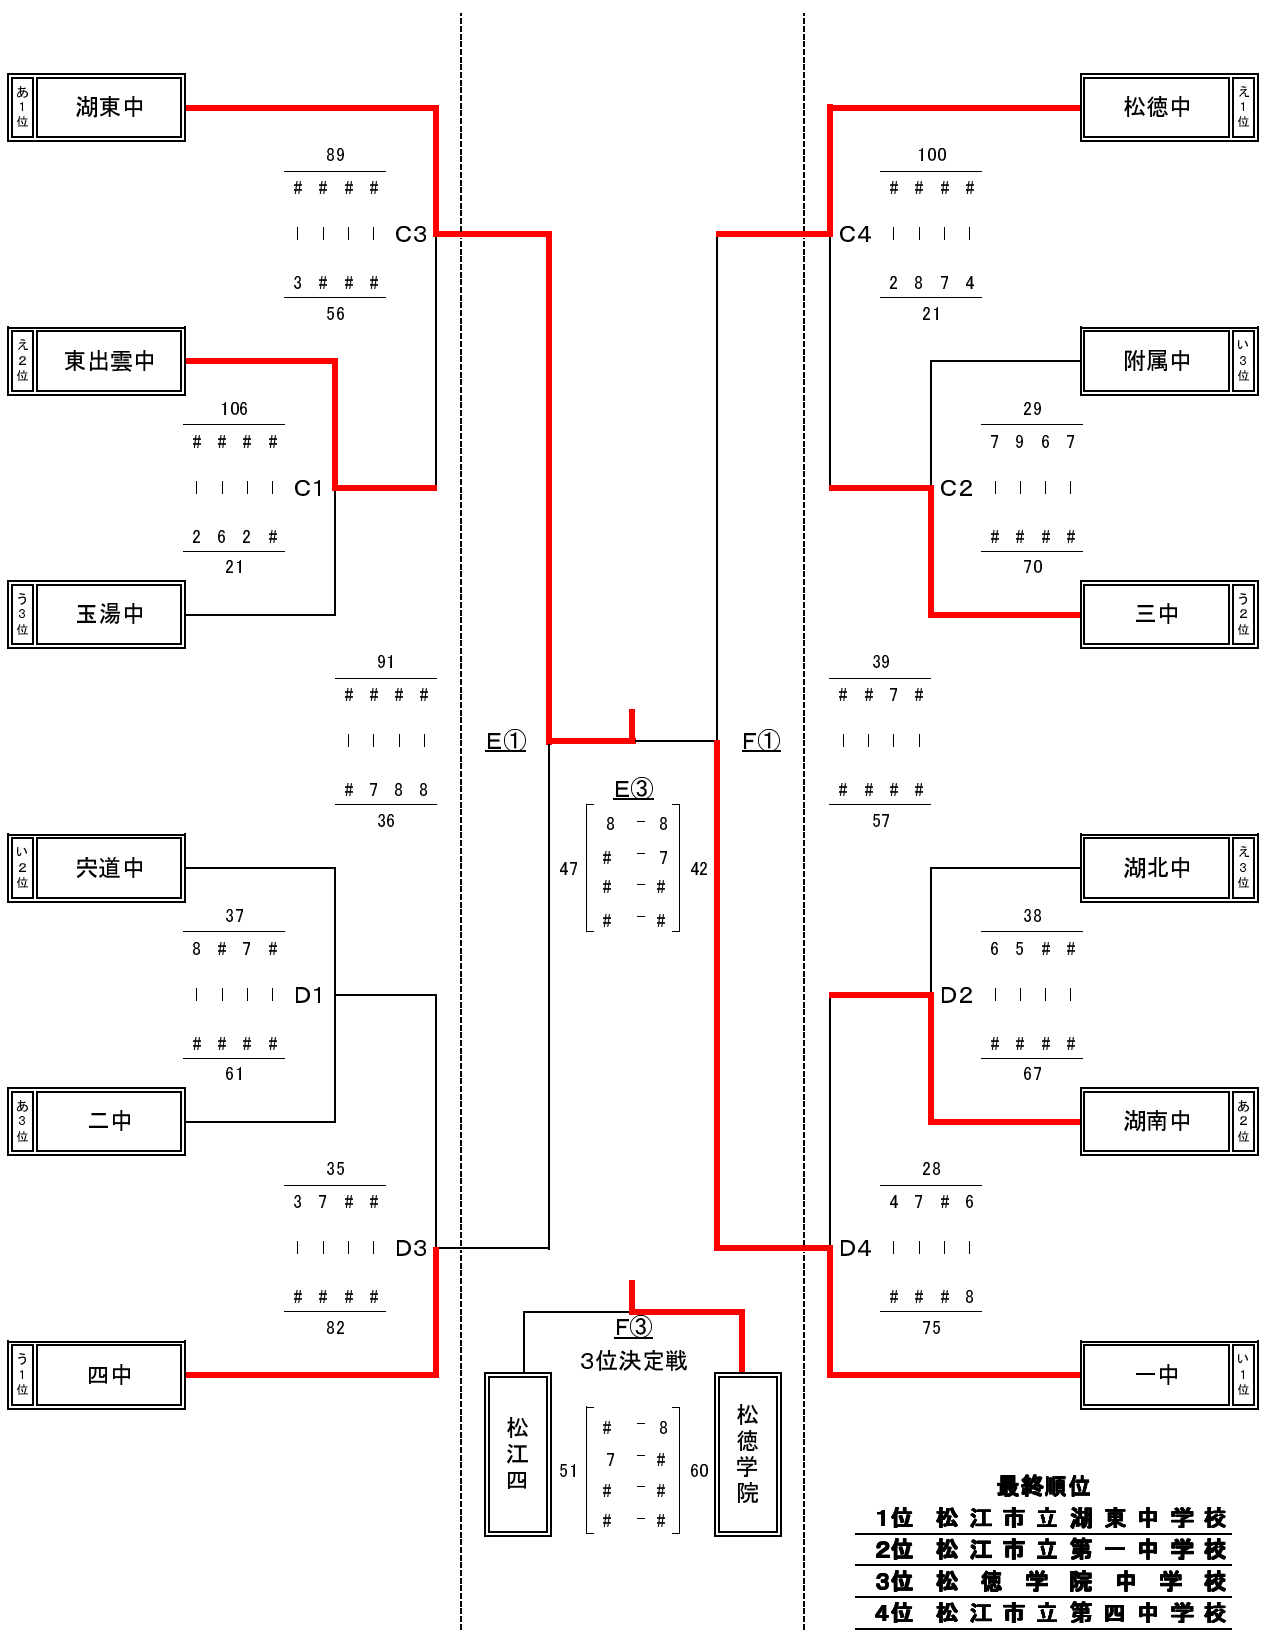 あ1位 湖東中
89
# # # #
| | | | C3
3 # # #
56
え2位 東出雲中
106
# # # #
| | | | C1
2 6 2 #
21
う3位 玉湯中
91
# # # #
| | | | E①
# 7 8 8
36
い2位 宍道中
37
8 # 7 #
| | | | D1
# # # #
61
あ3位 二中
35
3 7 # #
| | | | D3
# # # #
82
う1位 四中
E③
8 － 8
# － 7
47 42
# － #
# － #
F③
3位決定戦
松江四
松徳学院
# － 8
7 － #
51 60
# － #
# － #
松徳中 え1位
100
# # # #
C4 | | | |
2 8 7 4
21
附属中 い3位
29
7 9 6 7
C2 | | | |
# # # #
70
三中 う2位
39
# # 7 #
F① | | | |
# # # #
57
湖北中 え3位
38
6 5 # #
D2 | | | |
# # # #
67
湖南中 あ2位
28
4 7 # 6
D4 | | | |
# # # 8
75
一中 い1位
最終順位
1位 松江市立湖東中学校
2位 松江市立第一中学校
3位 松徳学院中学校
4位 松江市立第四中学校